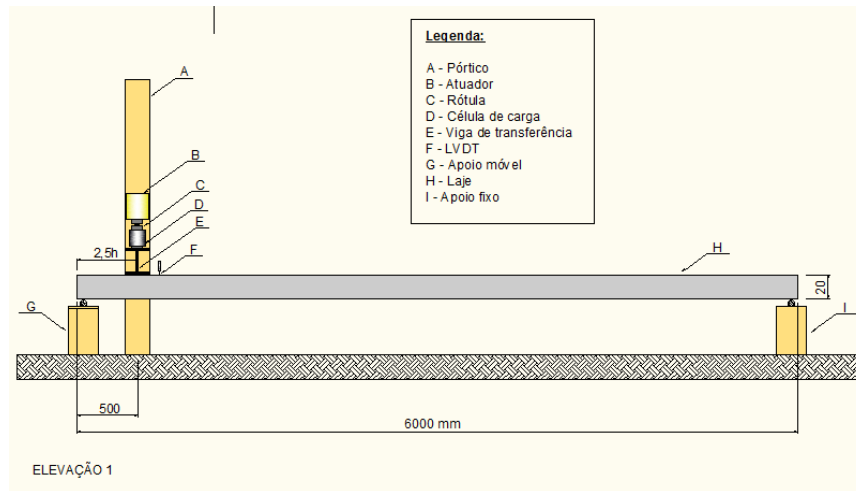 Legenda:
A - Pórtico
B - Atuador
C - Rótula
D - Célula de carga
E - Viga de transferência
F - LVDT
G - Apoio móvel
H - Laje
I - Apoio fixo
A
B
C
D
E
2,5h
F
H
20
G
I
500
6000 mm
ELEVAÇÃO 1